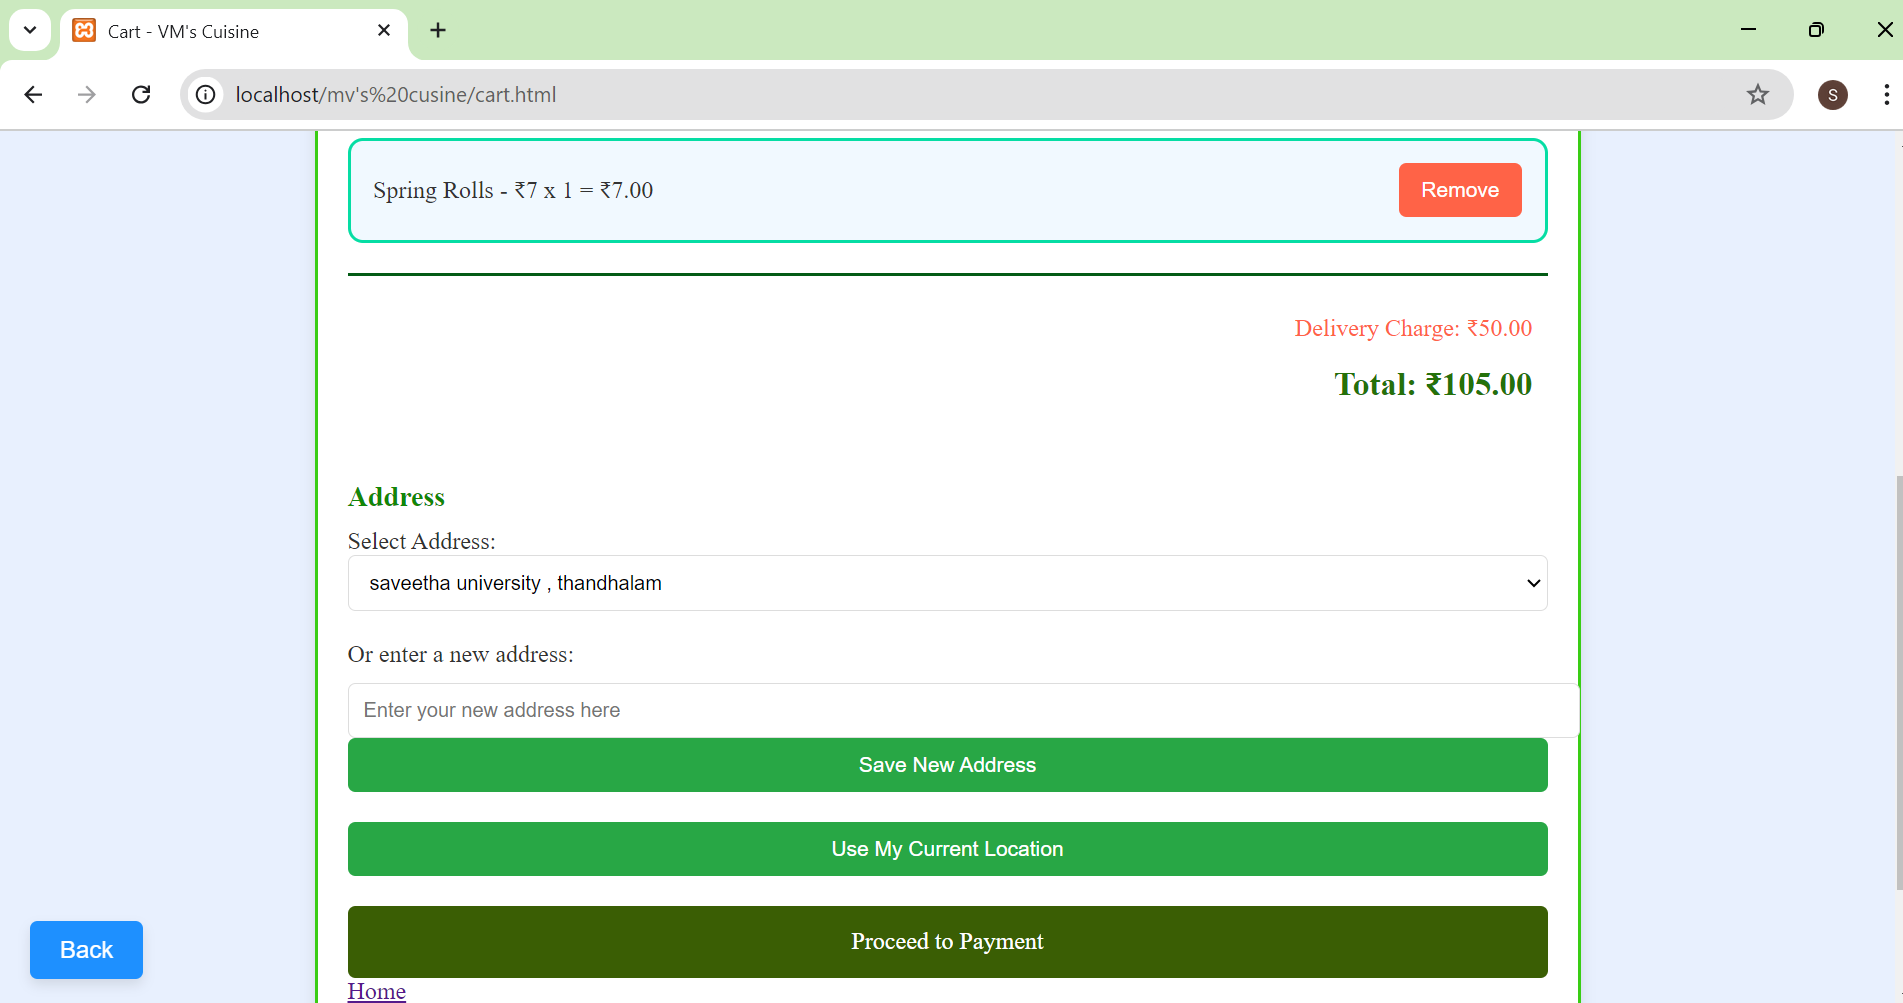 Cart - VM's Cuisine
localhost/mv's%20cusine/cart.html
S
Spring Rolls - ₹7 x 1 = ₹7.00
Remove
Delivery Charge: ₹50.00
Total: ₹105.00
Address
Select Address:
saveetha university , thandhalam
Or enter a new address:
Enter your new address here
Save New Address
Use My Current Location
Proceed to Payment
Back
Home